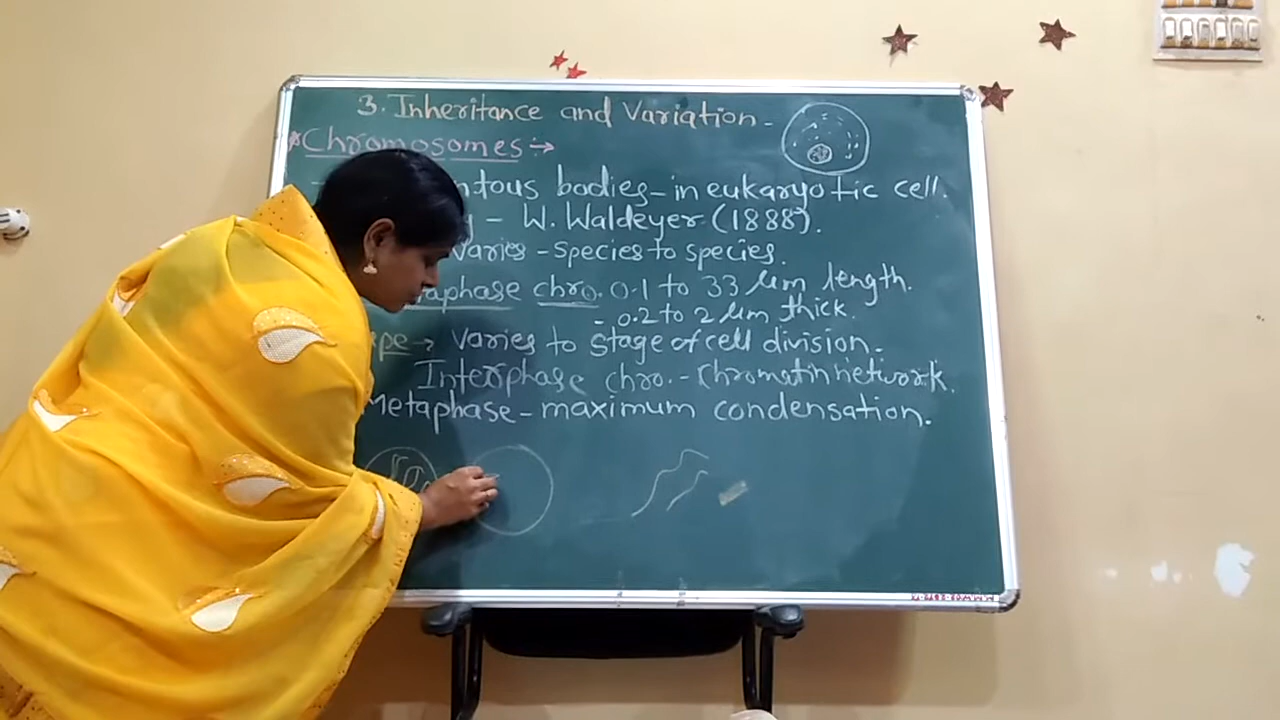 3. Inheritance and Variation -
* Chromosomes :→
ntous bodies - in eukaryotic cell.
y - W. Waldeyer (1888).
Varies - Species to species.
aphase chro. 0.1 to 33 μm length.
- 0.2 to 2 μm thick.
pe → Varies to stage of cell division.
Interphase chro. - Chromatin network.
Metaphase - maximum condensation.